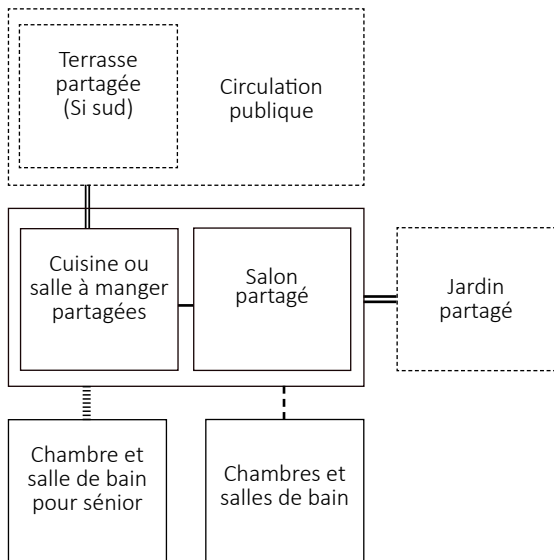 Terrasse
partagée
(Si sud)
Circulation
publique
Cuisine ou
salle à manger
partagées
Salon
partagé
Jardin
partagé
Chambre et
salle de bain
pour sénior
Chambres et
salles de bain